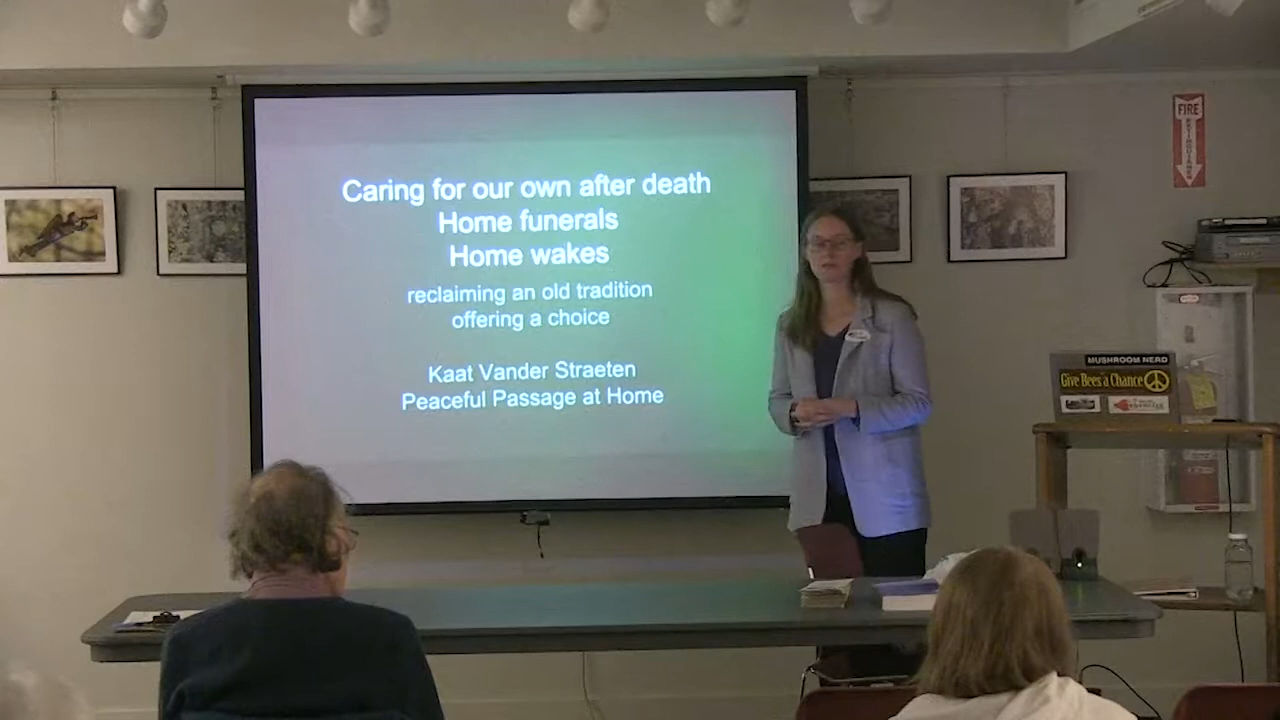 Caring for our own after death
Home funerals
Home wakes
reclaiming an old tradition
offering a choice
Kaat Vander Straeten
Peaceful Passage at Home
FIRE
EXTINGUISHER
MUSHROOM NERD
Give Bees a Chance